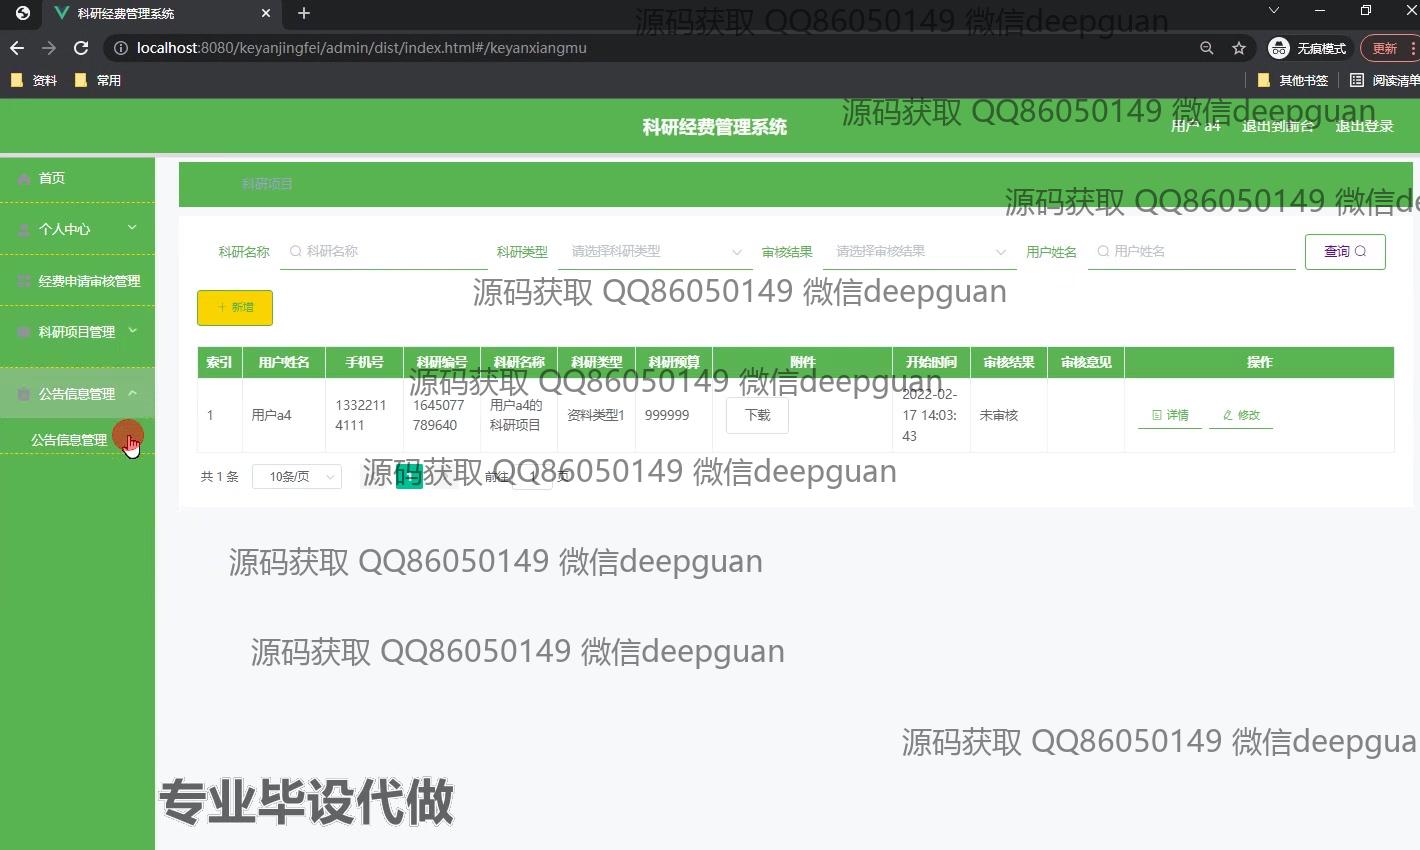 科研经费管理系统
源码获取 QQ86050149 微信deepguan
localhost:8080/keyanjingfei/admin/dist/index.html#/keyanxiangmu
无痕模式
更新
资料
常用
其他书签
阅读清单
科研经费管理系统
源码获取 QQ86050149 微信deepguan
用户 a4
退出到前台
退出登录
首页
个人中心
经费申请审核管理
科研项目管理
公告信息管理
公告信息管理
科研项目
源码获取 QQ86050149 微信de
科研名称
科研名称
科研类型
请选择科研类型
审核结果
请选择审核结果
用户姓名
用户姓名
查询
源码获取 QQ86050149 微信deepguan
新增
索引 用户姓名 手机号 科研编号 科研名称 科研类型 科研预算 附件 开始时间 审核结果 审核意见 操作
源码获取 QQ86050149 微信deepguan
1
用户a4
1332211
4111
1645077
789640
用户a4的
科研项目
资料类型1
999999
下载
2022-02-
17 14:03:
43
未审核
详情
修改
共 1 条
10条/页
1
前往
1
页
源码获取 QQ86050149 微信deepguan
源码获取 QQ86050149 微信deepguan
源码获取 QQ86050149 微信deepguan
源码获取 QQ86050149 微信deepgua
专业毕设代做